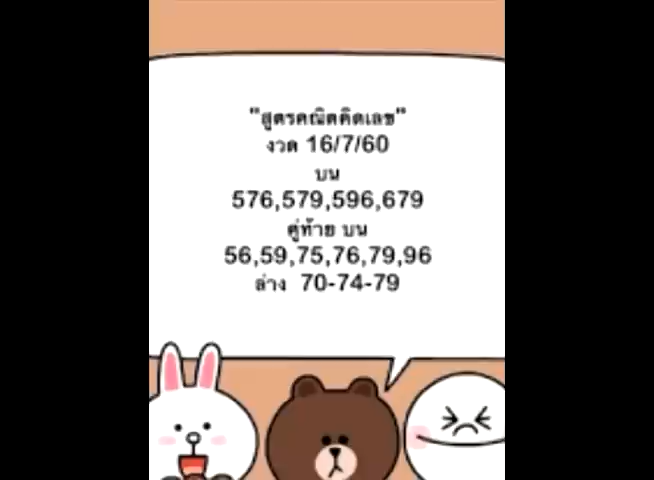 "สูตรคณิตคิดเลข"
งวด 16/7/60
บน
576,579,596,679
คู่ท้าย บน
56,59,75,76,79,96
ล่าง 70-74-79